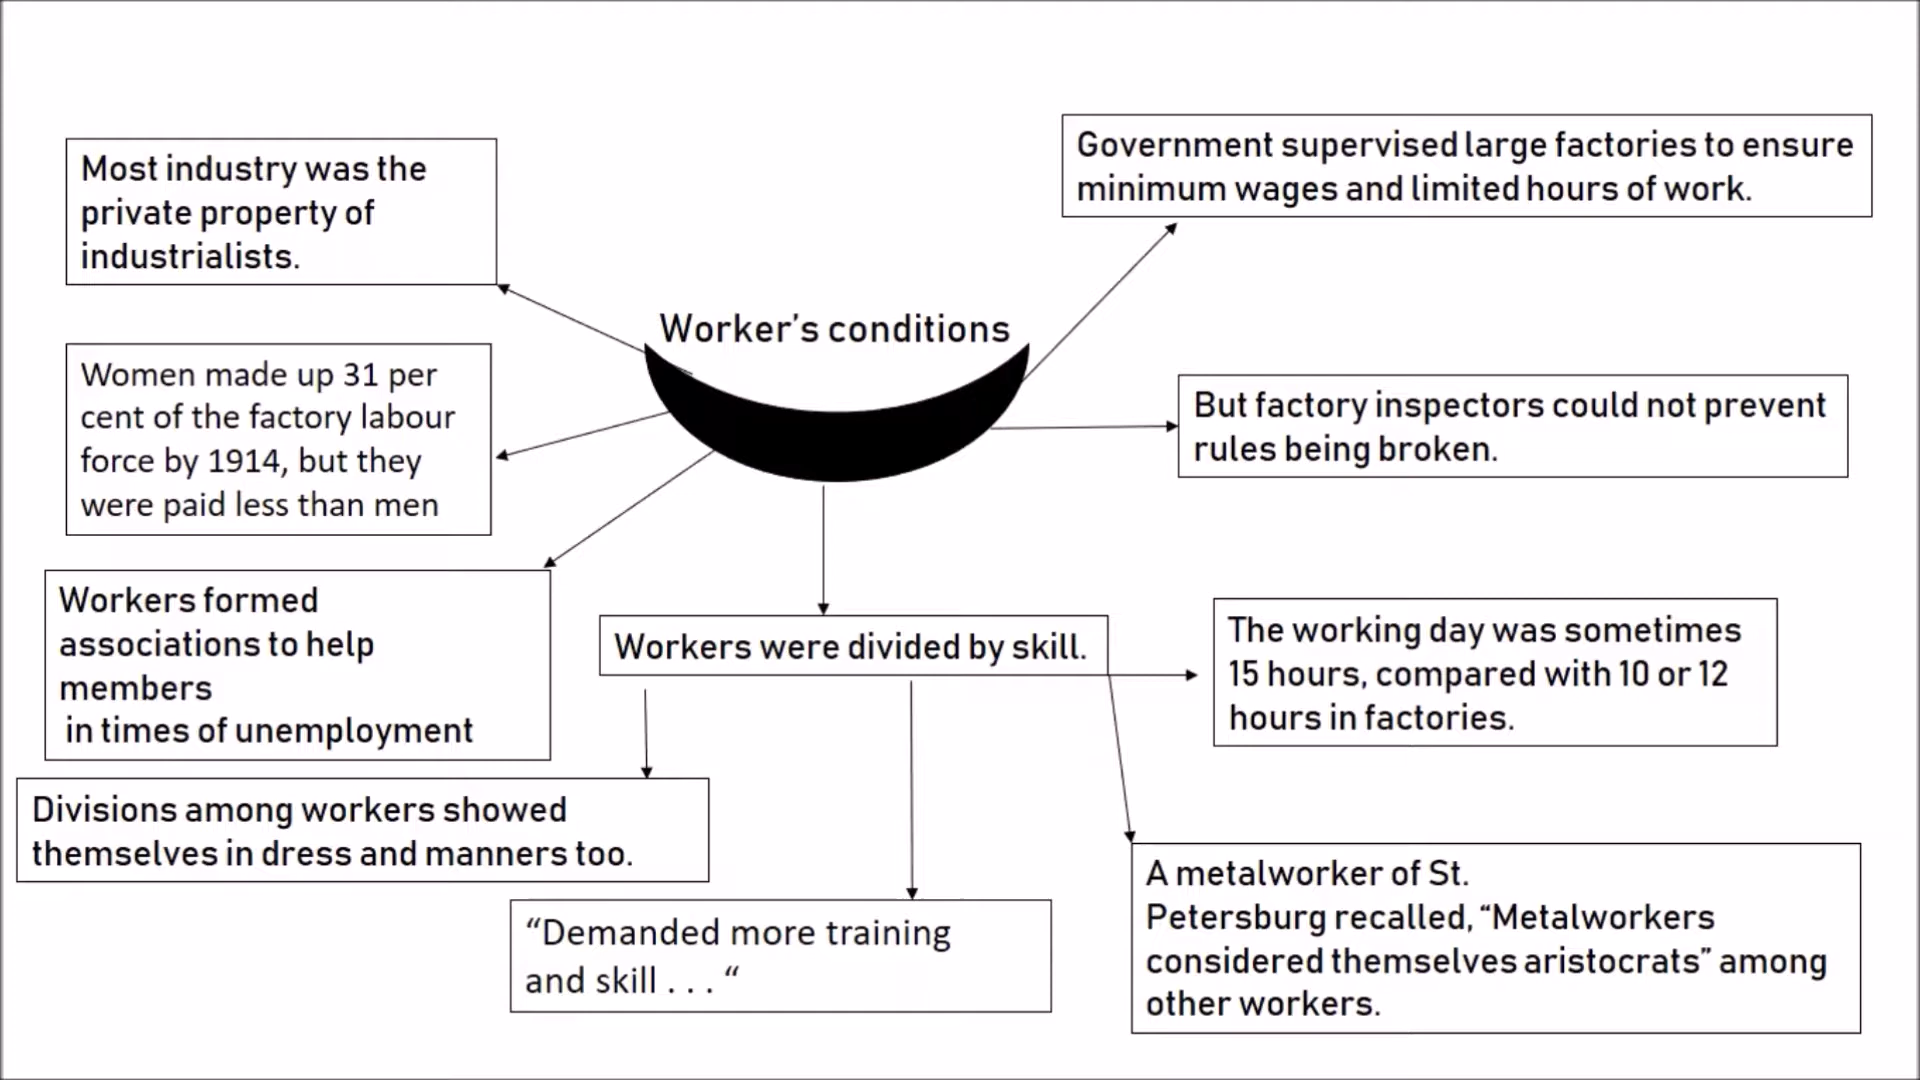 Most industry was the
private property of
industrialists.
Government supervised large factories to ensure
minimum wages and limited hours of work.
Worker’s conditions
Women made up 31 per
cent of the factory labour
force by 1914, but they
were paid less than men
But factory inspectors could not prevent
rules being broken.
Workers formed
associations to help
members
in times of unemployment
Workers were divided by skill.
The working day was sometimes
15 hours, compared with 10 or 12
hours in factories.
Divisions among workers showed
themselves in dress and manners too.
“Demanded more training
and skill . . . “
A metalworker of St.
Petersburg recalled, “Metalworkers
considered themselves aristocrats” among
other workers.